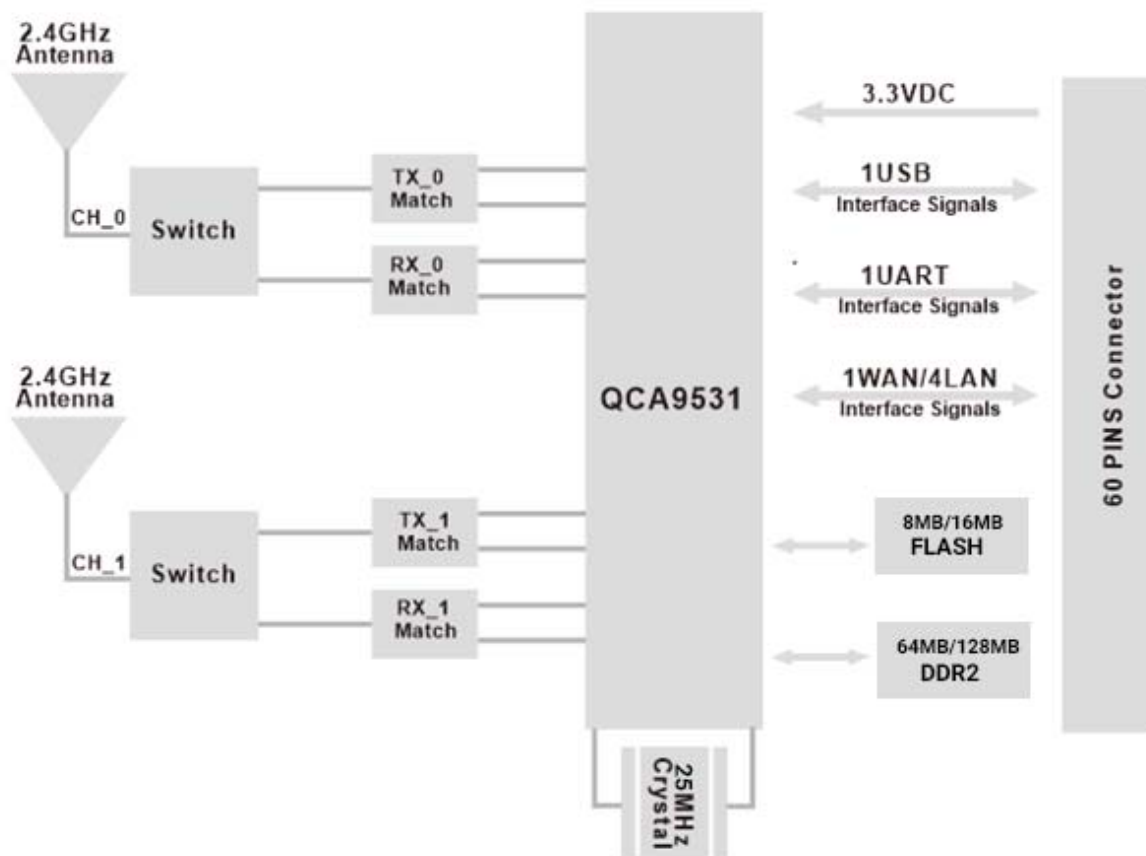 2.4GHz
Antenna
CH_0
Switch
TX_0
Match
RX_0
Match
2.4GHz
Antenna
CH_1
Switch
TX_1
Match
RX_1
Match
QCA9531
25MHz
Crystal
3.3VDC
1USB
Interface Signals
1UART
Interface Signals
1WAN/4LAN
Interface Signals
8MB/16MB
FLASH
64MB/128MB
DDR2
60 PINS Connector